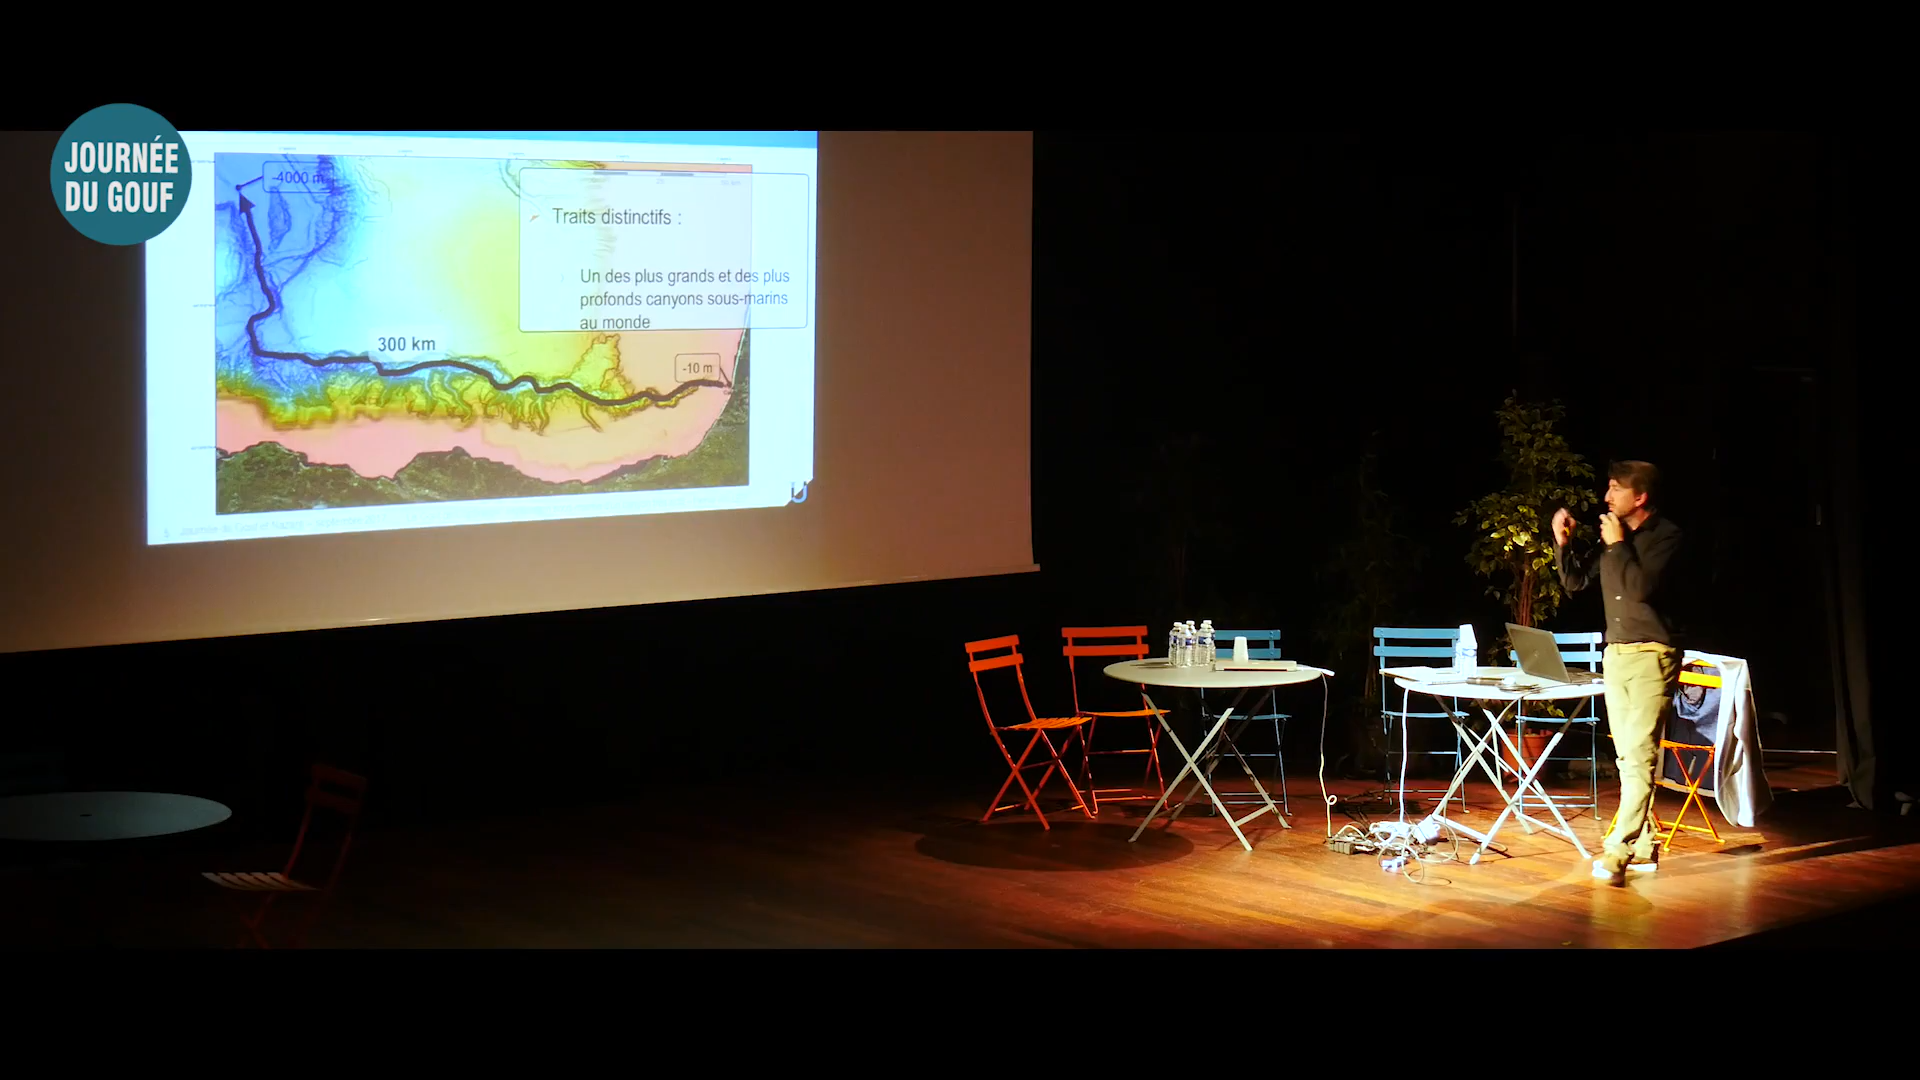 JOURNÉE
DU GOUF
-4000 m
Traits distinctifs :
Un des plus grands et des plus
profonds canyons sous-marins
au monde
300 km
-10 m